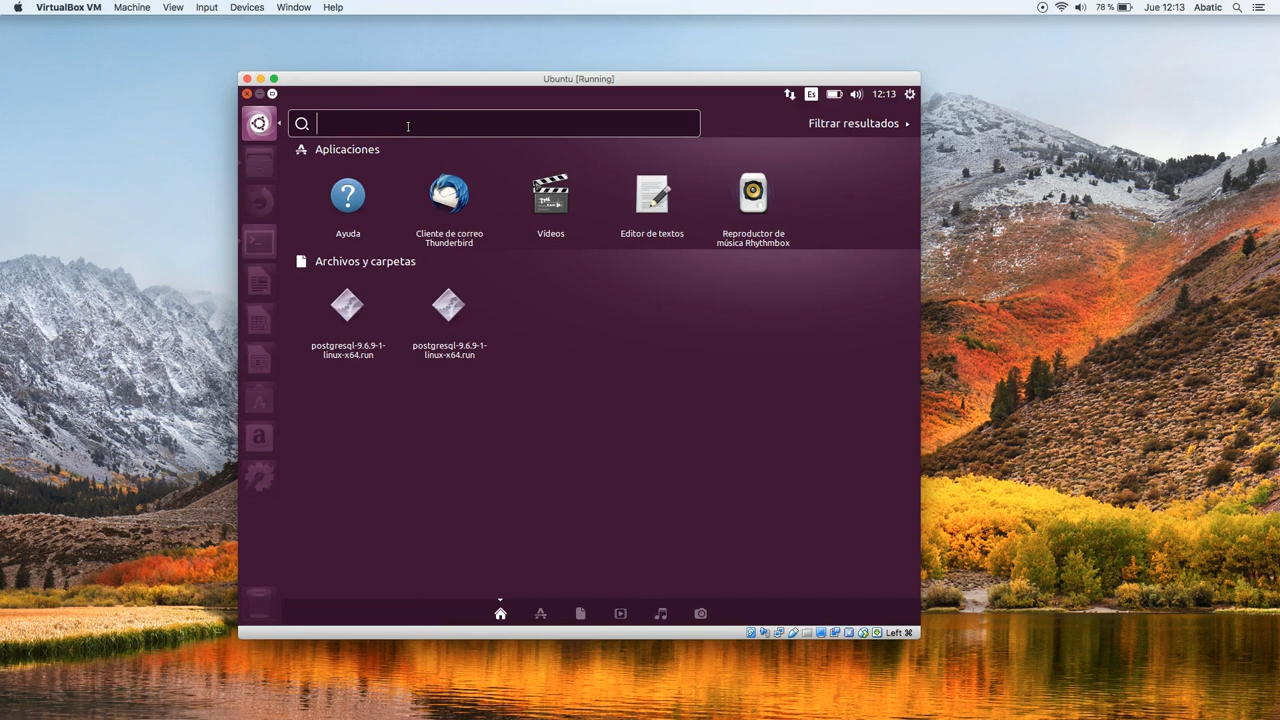 VirtualBox VM Machine View Input Devices Window Help 78 % Jue 12:13 Abatic
Ubuntu [Running]
Es 12:13
Filtrar resultados
Aplicaciones
Ayuda
Cliente de correo
Thunderbird
Vídeos
Editor de textos
Reproductor de
música Rhythmbox
Archivos y carpetas
postgresql-9.6.9-1-
linux-x64.run
postgresql-9.6.9-1-
linux-x64.run
Left ⌘